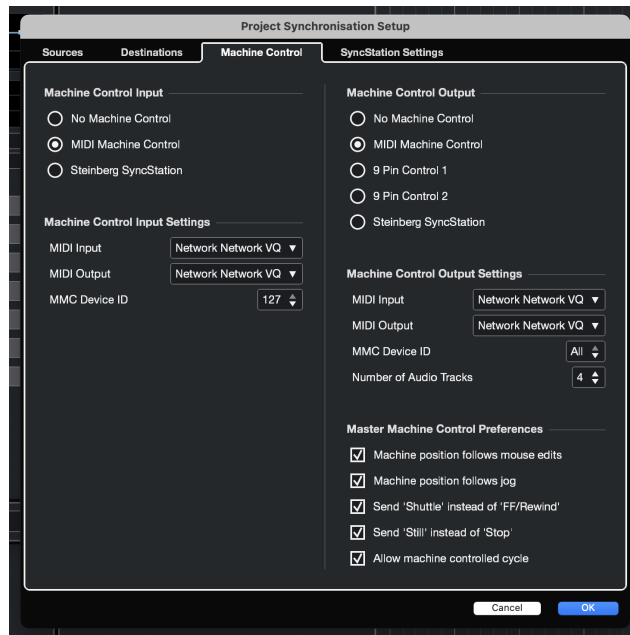 Project Synchronisation Setup
Sources Destinations Machine Control SyncStation Settings
Machine Control Input
No Machine Control
MIDI Machine Control
Steinberg SyncStation
Machine Control Input Settings
MIDI Input Network Network VQ
MIDI Output Network Network VQ
MMC Device ID 127
Machine Control Output
No Machine Control
MIDI Machine Control
9 Pin Control 1
9 Pin Control 2
Steinberg SyncStation
Machine Control Output Settings
MIDI Input Network Network VQ
MIDI Output Network Network VQ
MMC Device ID All
Number of Audio Tracks 4
Master Machine Control Preferences
Machine position follows mouse edits
Machine position follows jog
Send 'Shuttle' instead of 'FF/Rewind'
Send 'Still' instead of 'Stop'
Allow machine controlled cycle
Cancel OK